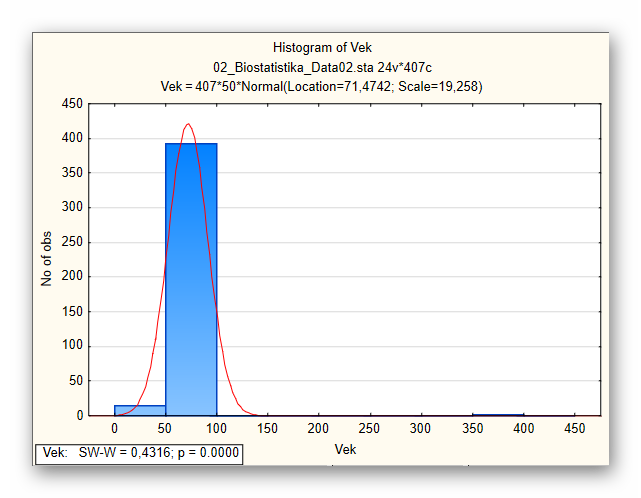 Histogram of Vek
02_Biostatistika_Data02.sta 24v*407c
Vek = 407*50*Normal(Location=71,4742; Scale=19,258)
450
400
350
300
250
200
150
100
50
0
No of obs
0 50 100 150 200 250 300 350 400 450
Vek
Vek: SW-W = 0,4316; p = 0.0000